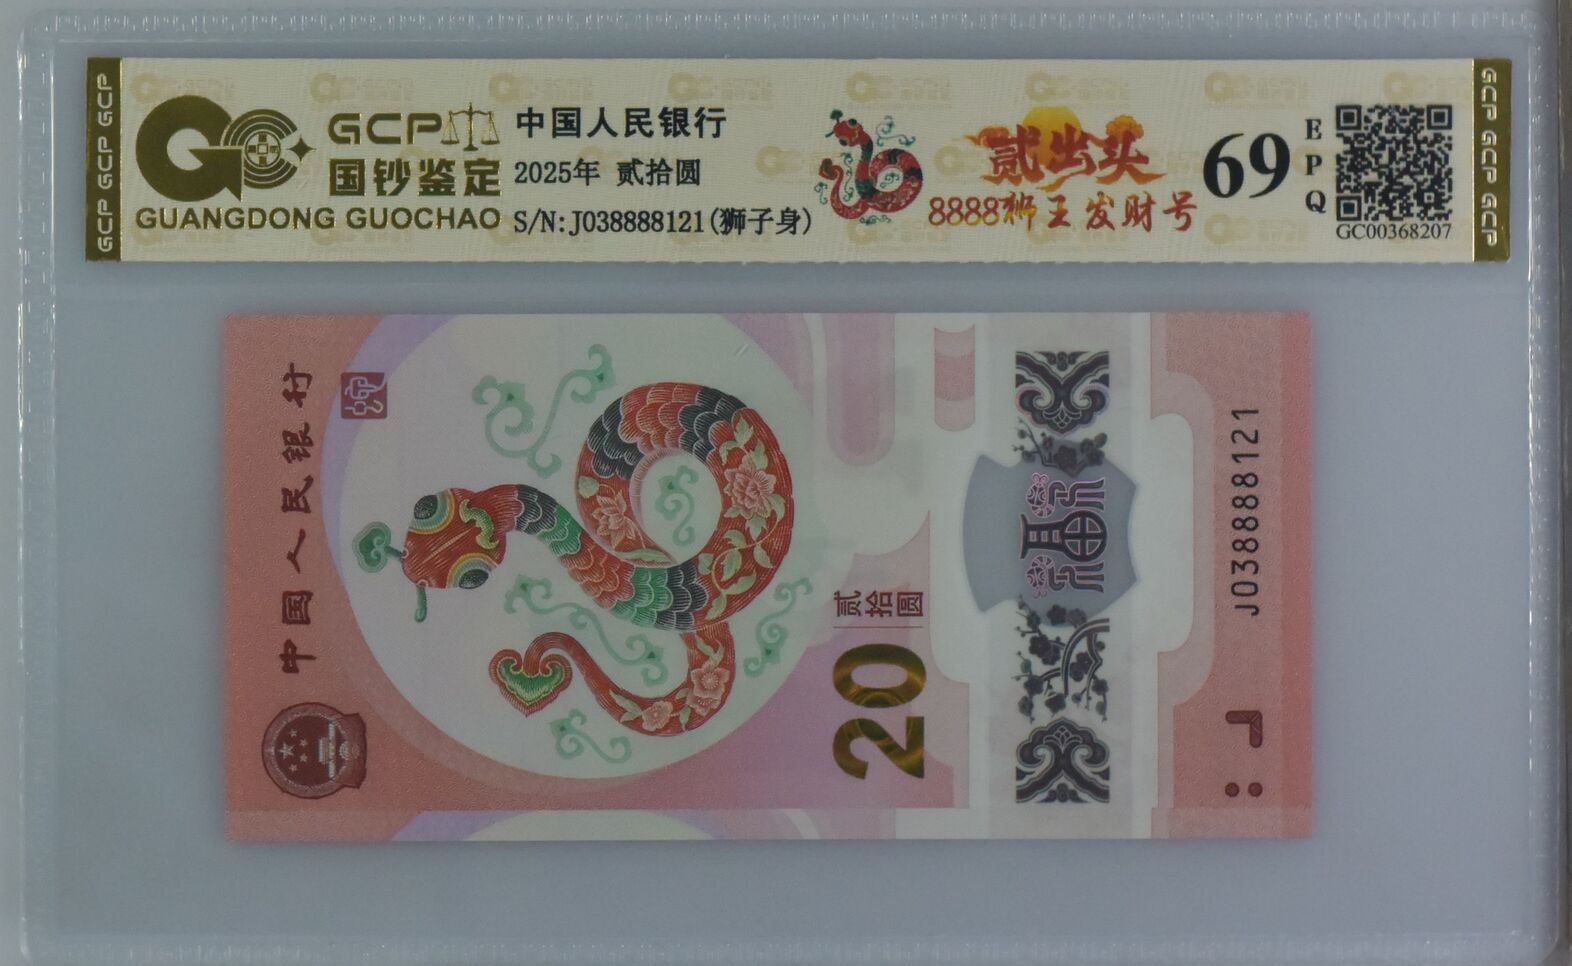 GCP GCP GCP
GCP
国钞鉴定
GUANGDONG GUOCHAO
中国人民银行
2025年 贰拾圆
S/N:J038888121(狮子身)
贰出头
8888狮王发财号
69
EPQ
GC00368207
GCP GCP GCP
中国人民银行
贰拾圆
20
J038888121